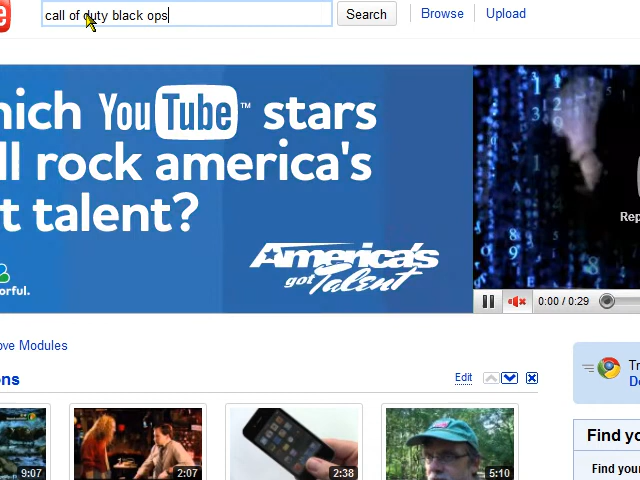 call of duty black ops
Search
Browse
Upload
hich YouTube™ stars
ll rock america's
t talent?
America's
got Talent
orful.
Rep
0:00 / 0:29
ove Modules
ons
Edit
Tr
Do
9:07
2:07
2:38
5:10
Find yo
Find your